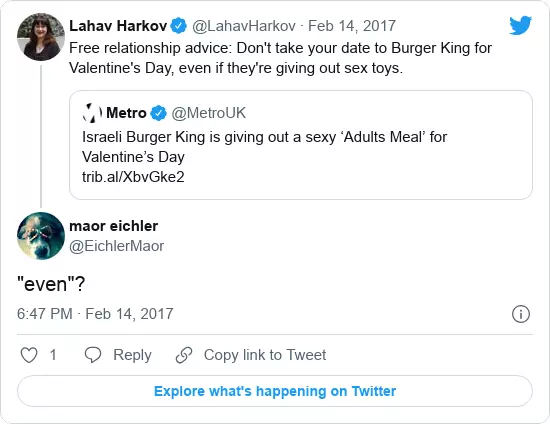 Lahav Harkov @LahavHarkov · Feb 14, 2017
Free relationship advice: Don't take your date to Burger King for
Valentine's Day, even if they're giving out sex toys.
Metro @MetroUK
Israeli Burger King is giving out a sexy ‘Adults Meal’ for
Valentine’s Day
trib.al/XbvGke2
maor eichler
@EichlerMaor
"even"?
6:47 PM · Feb 14, 2017
1 Reply Copy link to Tweet
Explore what's happening on Twitter